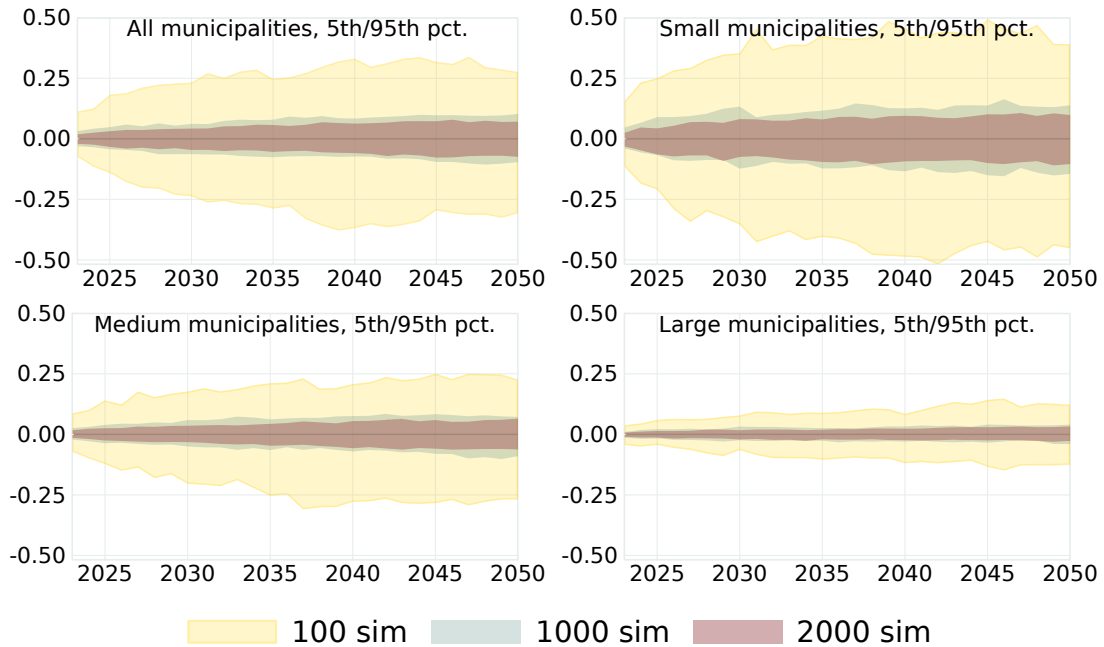 All municipalities, 5th/95th pct.
0.50
0.25
0.00
-0.25
-0.50
2025 2030 2035 2040 2045 2050
Small municipalities, 5th/95th pct.
0.50
0.25
0.00
-0.25
-0.50
2025 2030 2035 2040 2045 2050
Medium municipalities, 5th/95th pct.
0.50
0.25
0.00
-0.25
-0.50
2025 2030 2035 2040 2045 2050
Large municipalities, 5th/95th pct.
0.50
0.25
0.00
-0.25
-0.50
2025 2030 2035 2040 2045 2050
100 sim 1000 sim 2000 sim